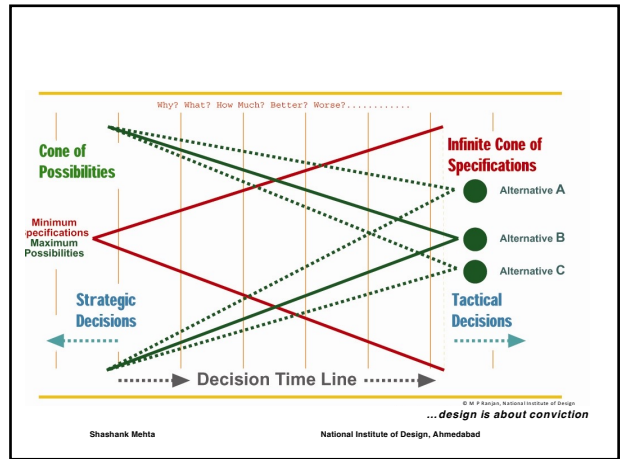 Why? What? How Much? Better? Worse?............
Cone of
Possibilities
Infinite Cone of
Specifications
Alternative A
Minimum
pecifications
Maximum
Possibilities
Alternative B
Alternative C
Strategic
Decisions
Tactical
Decisions
Decision Time Line
© M P Ranjan, National Institute of Design
...design is about conviction
Shashank Mehta
National Institute of Design, Ahmedabad